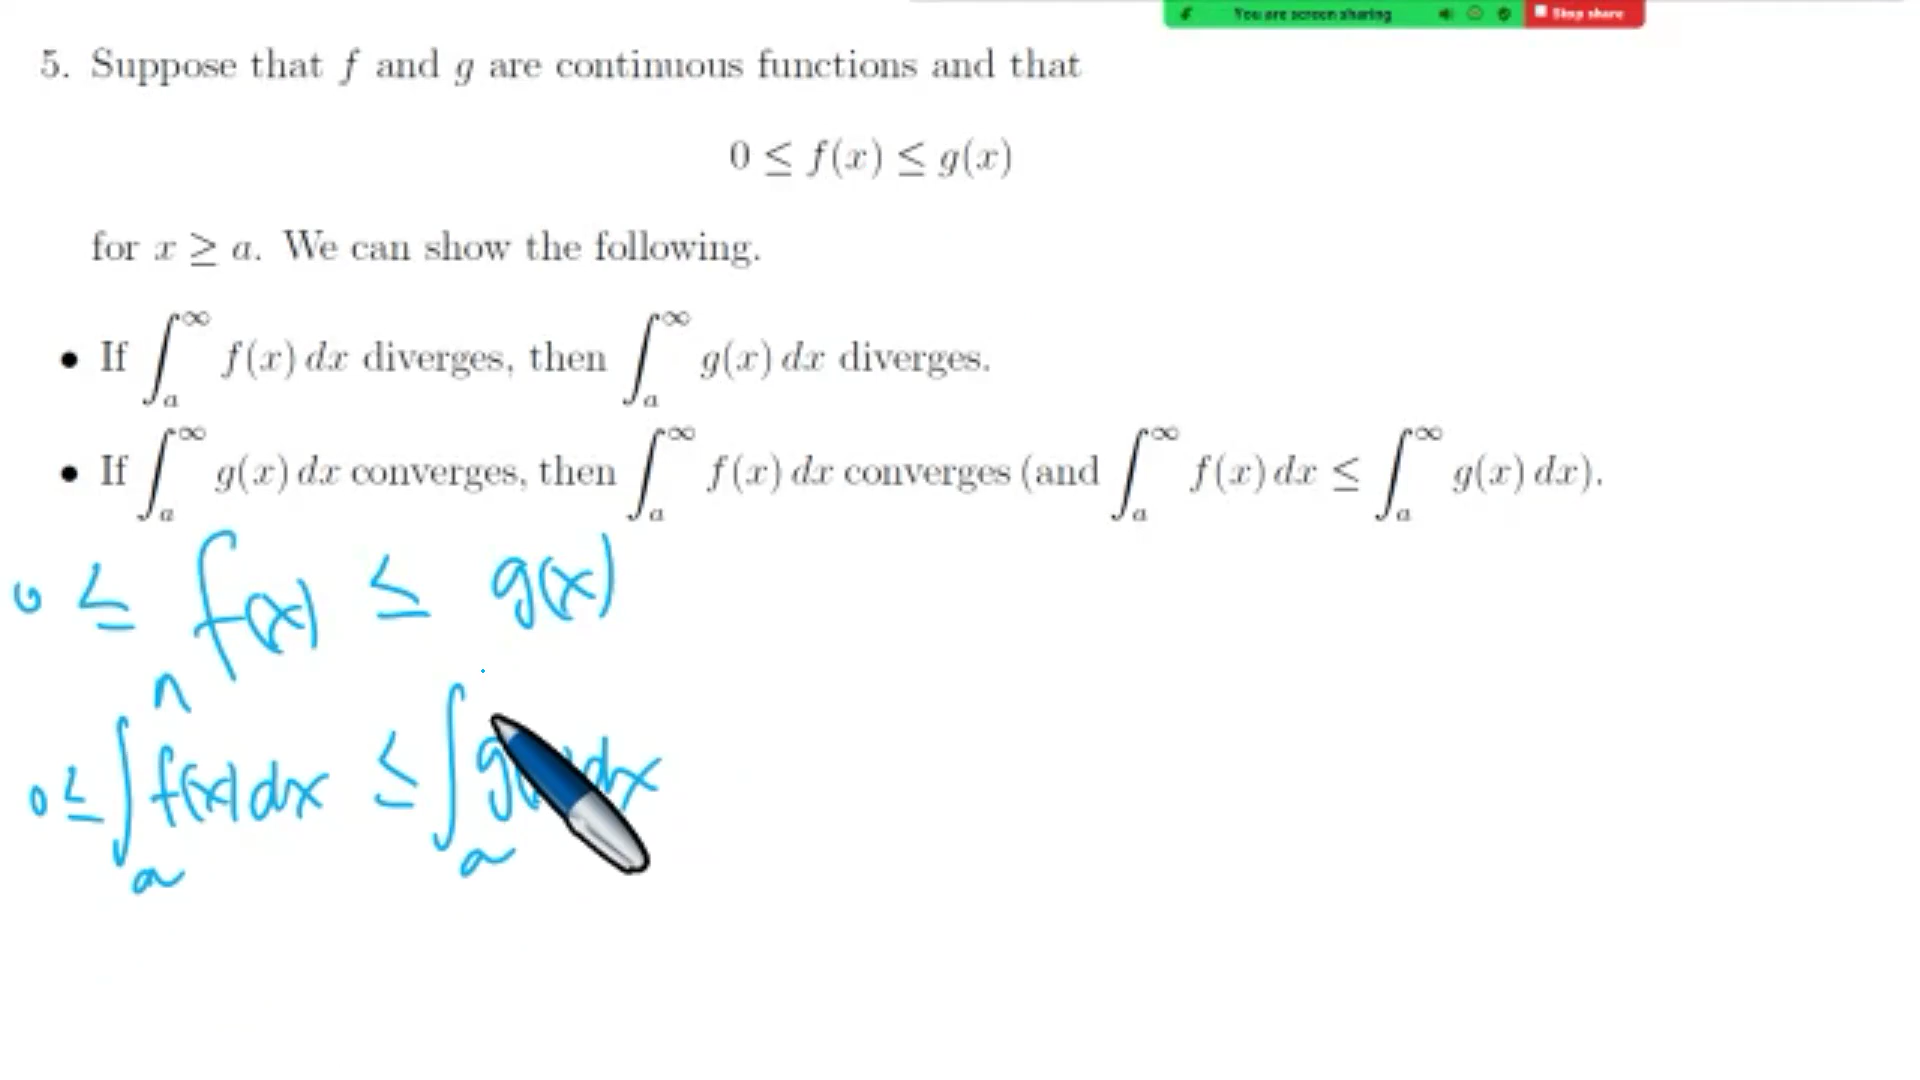 You are screen sharing Stop share
5. Suppose that f and g are continuous functions and that
0 ≤ f(x) ≤ g(x)
for x ≥ a. We can show the following.
• If ∫_a^∞ f(x) dx diverges, then ∫_a^∞ g(x) dx diverges.
• If ∫_a^∞ g(x) dx converges, then ∫_a^∞ f(x) dx converges (and ∫_a^∞ f(x) dx ≤ ∫_a^∞ g(x) dx).
0 ≤ f(x) ≤ g(x)
0 ≤ ∫_a^n f(x) dx ≤ ∫_a g dx